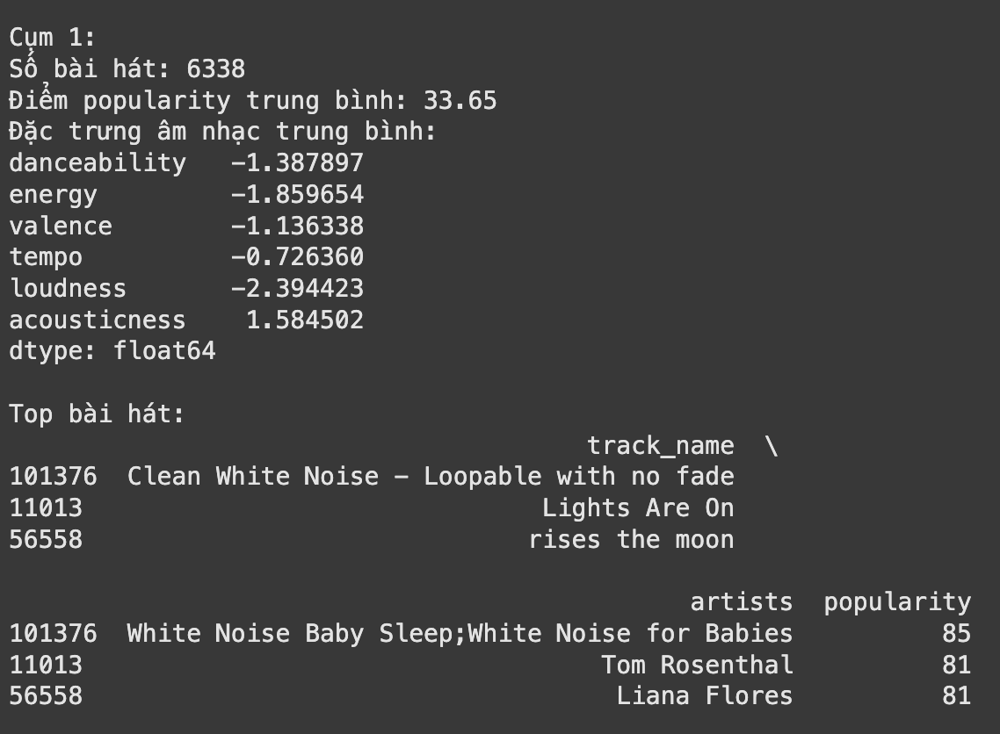 Cụm 1:
Số bài hát: 6338
Điểm popularity trung bình: 33.65
Đặc trưng âm nhạc trung bình:
danceability   -1.387897
energy         -1.859654
valence        -1.136338
tempo          -0.726360
loudness       -2.394423
acousticness    1.584502
dtype: float64

Top bài hát:
                                       track_name  \
101376  Clean White Noise - Loopable with no fade
11013                               Lights Are On
56558                              rises the moon

                                              artists  popularity
101376  White Noise Baby Sleep;White Noise for Babies          85
11013                                   Tom Rosenthal          81
56558                                    Liana Flores          81